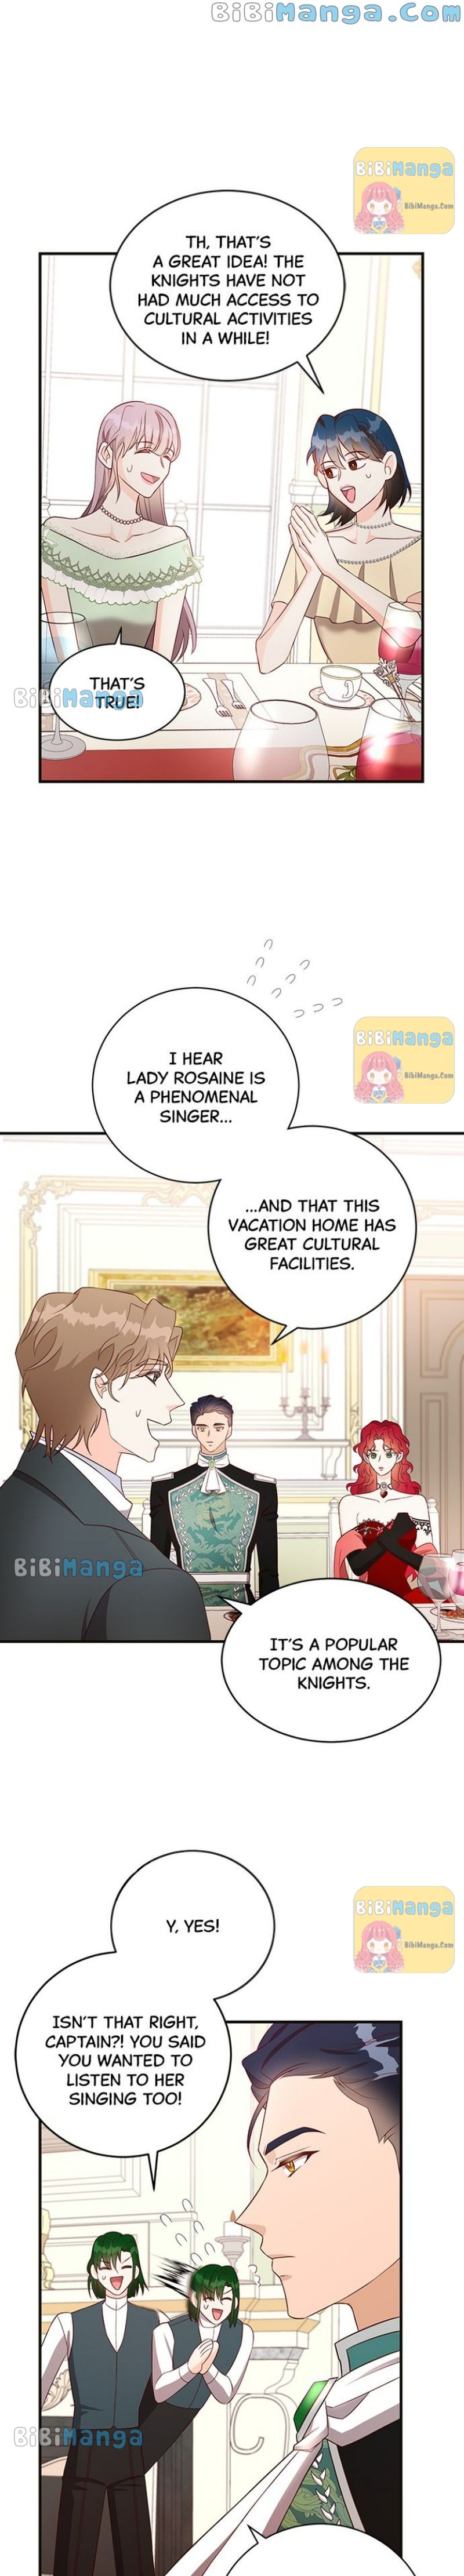 BiBiManga.Com
BiBiManga
BibiManga.Com
TH, THAT'S
A GREAT IDEA! THE
KNIGHTS HAVE NOT
HAD MUCH ACCESS TO
CULTURAL ACTIVITIES
IN A WHILE!
THAT'S
TRUE!
BiBiManga
BiBiManga
BibiManga.Com
I HEAR
LADY ROSAINE IS
A PHENOMENAL
SINGER...
...AND THAT THIS
VACATION HOME HAS
GREAT CULTURAL
FACILITIES.
BiBiManga
IT'S A POPULAR
TOPIC AMONG THE
KNIGHTS.
BiBiManga
BibiManga.Com
Y, YES!
ISN'T THAT RIGHT,
CAPTAIN?! YOU SAID
YOU WANTED TO
LISTEN TO HER
SINGING TOO!
BiBiManga